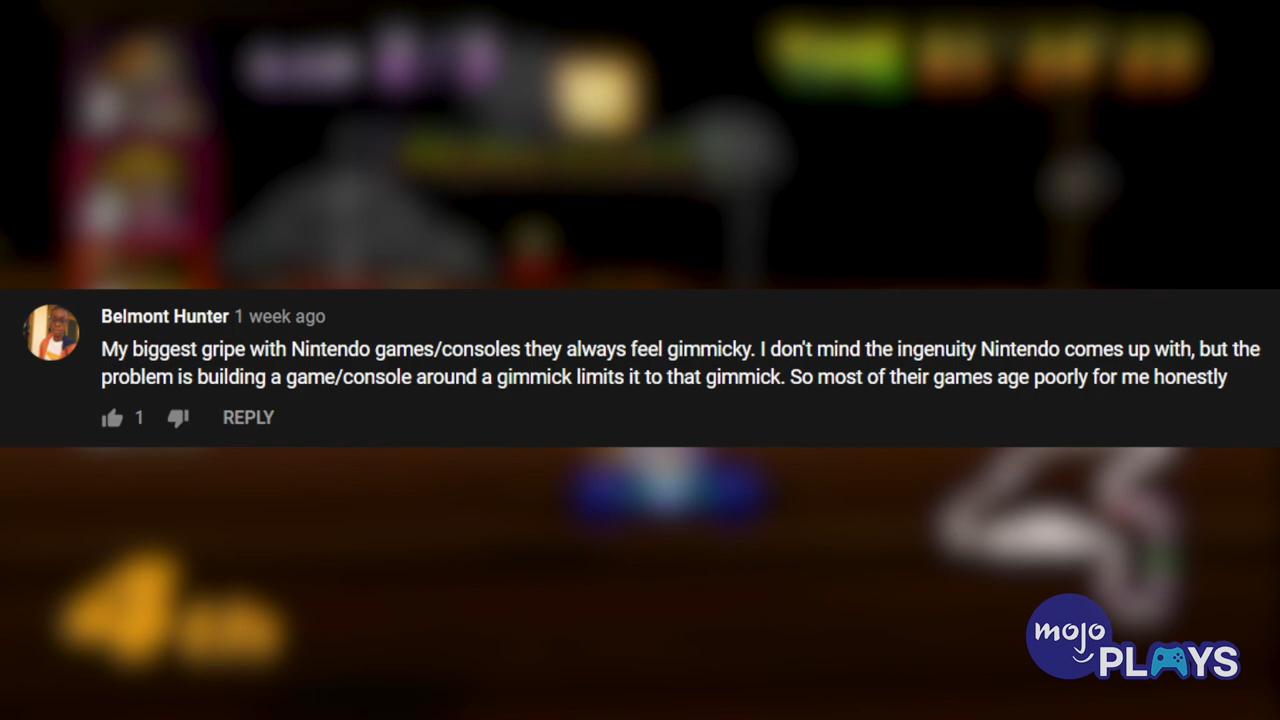 Belmont Hunter 1 week ago
My biggest gripe with Nintendo games/consoles they always feel gimmicky. I don't mind the ingenuity Nintendo comes up with, but the
problem is building a game/console around a gimmick limits it to that gimmick. So most of their games age poorly for me honestly
1 REPLY
4th
mojo
PLAYS